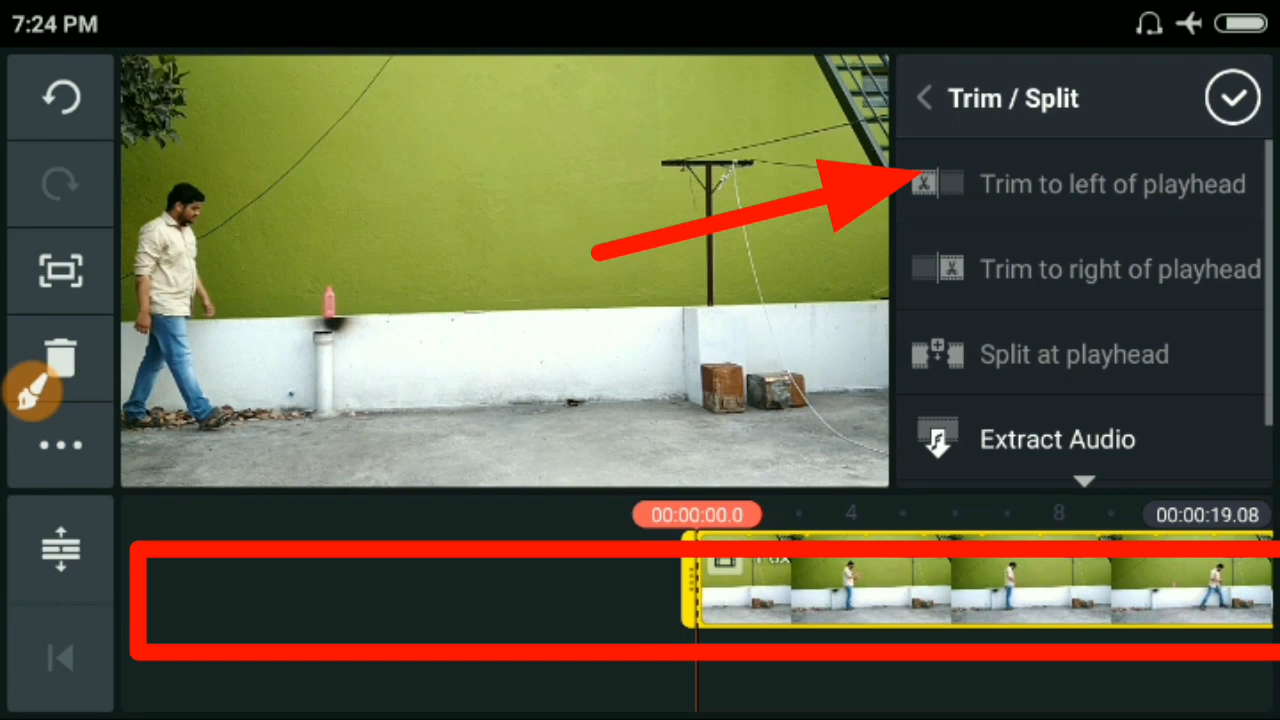 7:24 PM
Trim / Split
Trim to left of playhead
Trim to right of playhead
Split at playhead
Extract Audio
00:00:00.0
4
8
00:00:19.08